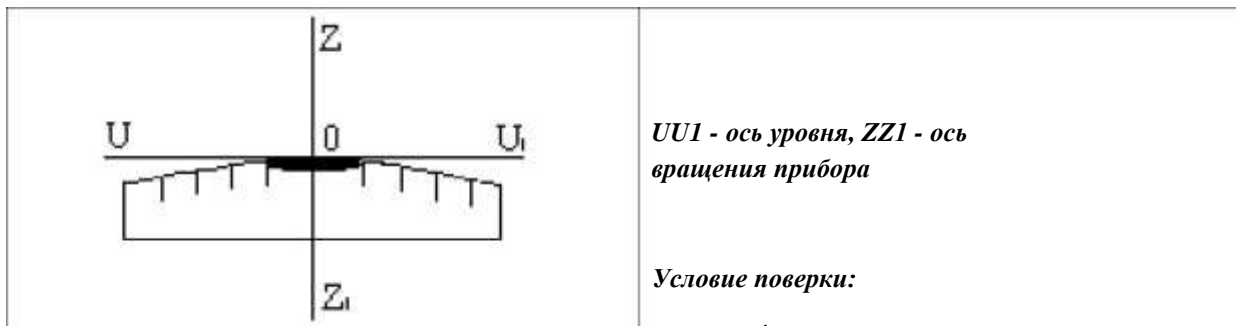 Z
U 0 U₁
Z₁
UU1 - ось уровня, ZZ1 - ось
вращения прибора
Условие поверки: